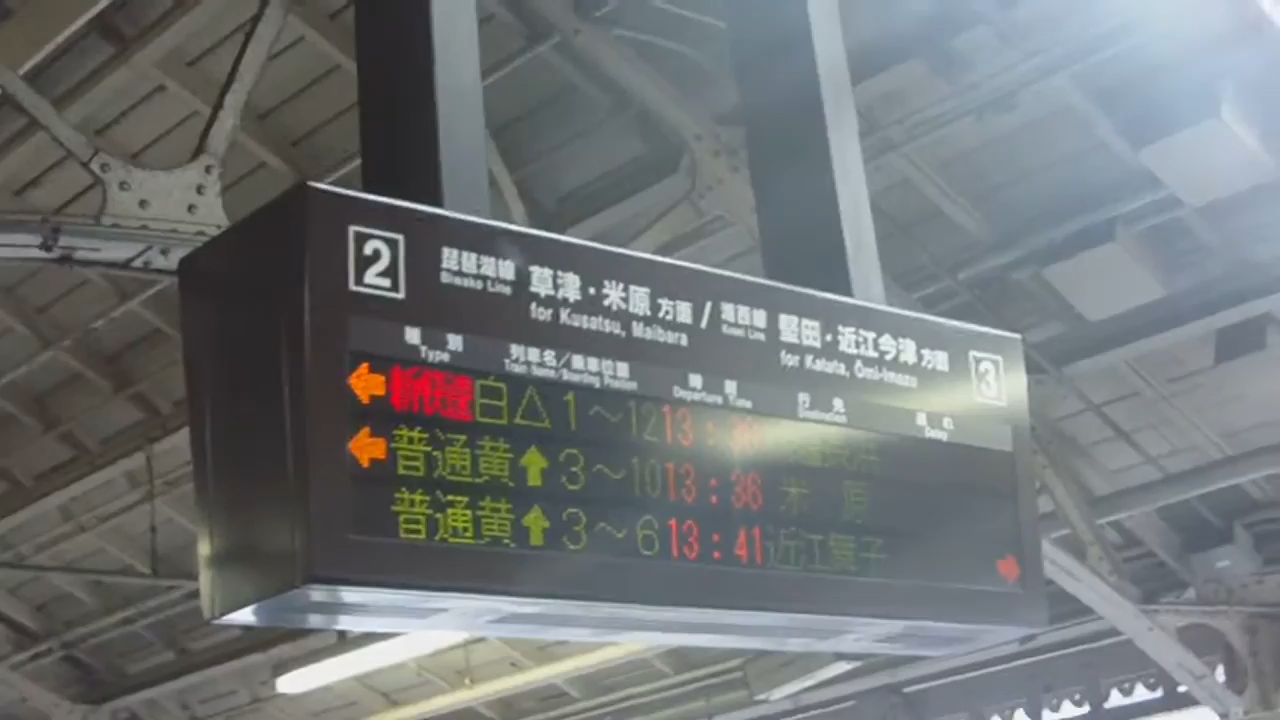 2 琵琶湖線 草津・米原 方面 / 湖西線 堅田・近江今津 方面 3
Biwako Line for Kusatsu, Maibara Kosei Line for Katata, Ōmi-Imazu
種別 列車名/乗車位置 時刻 行先 遅れ
Type Train Name/Boarding Position Departure Time Destination Delay
新快速 白△ 1～12 13:
普通 黄↑ 3～10 13:36 米原
普通 黄↑ 3～6 13:41 近江舞子